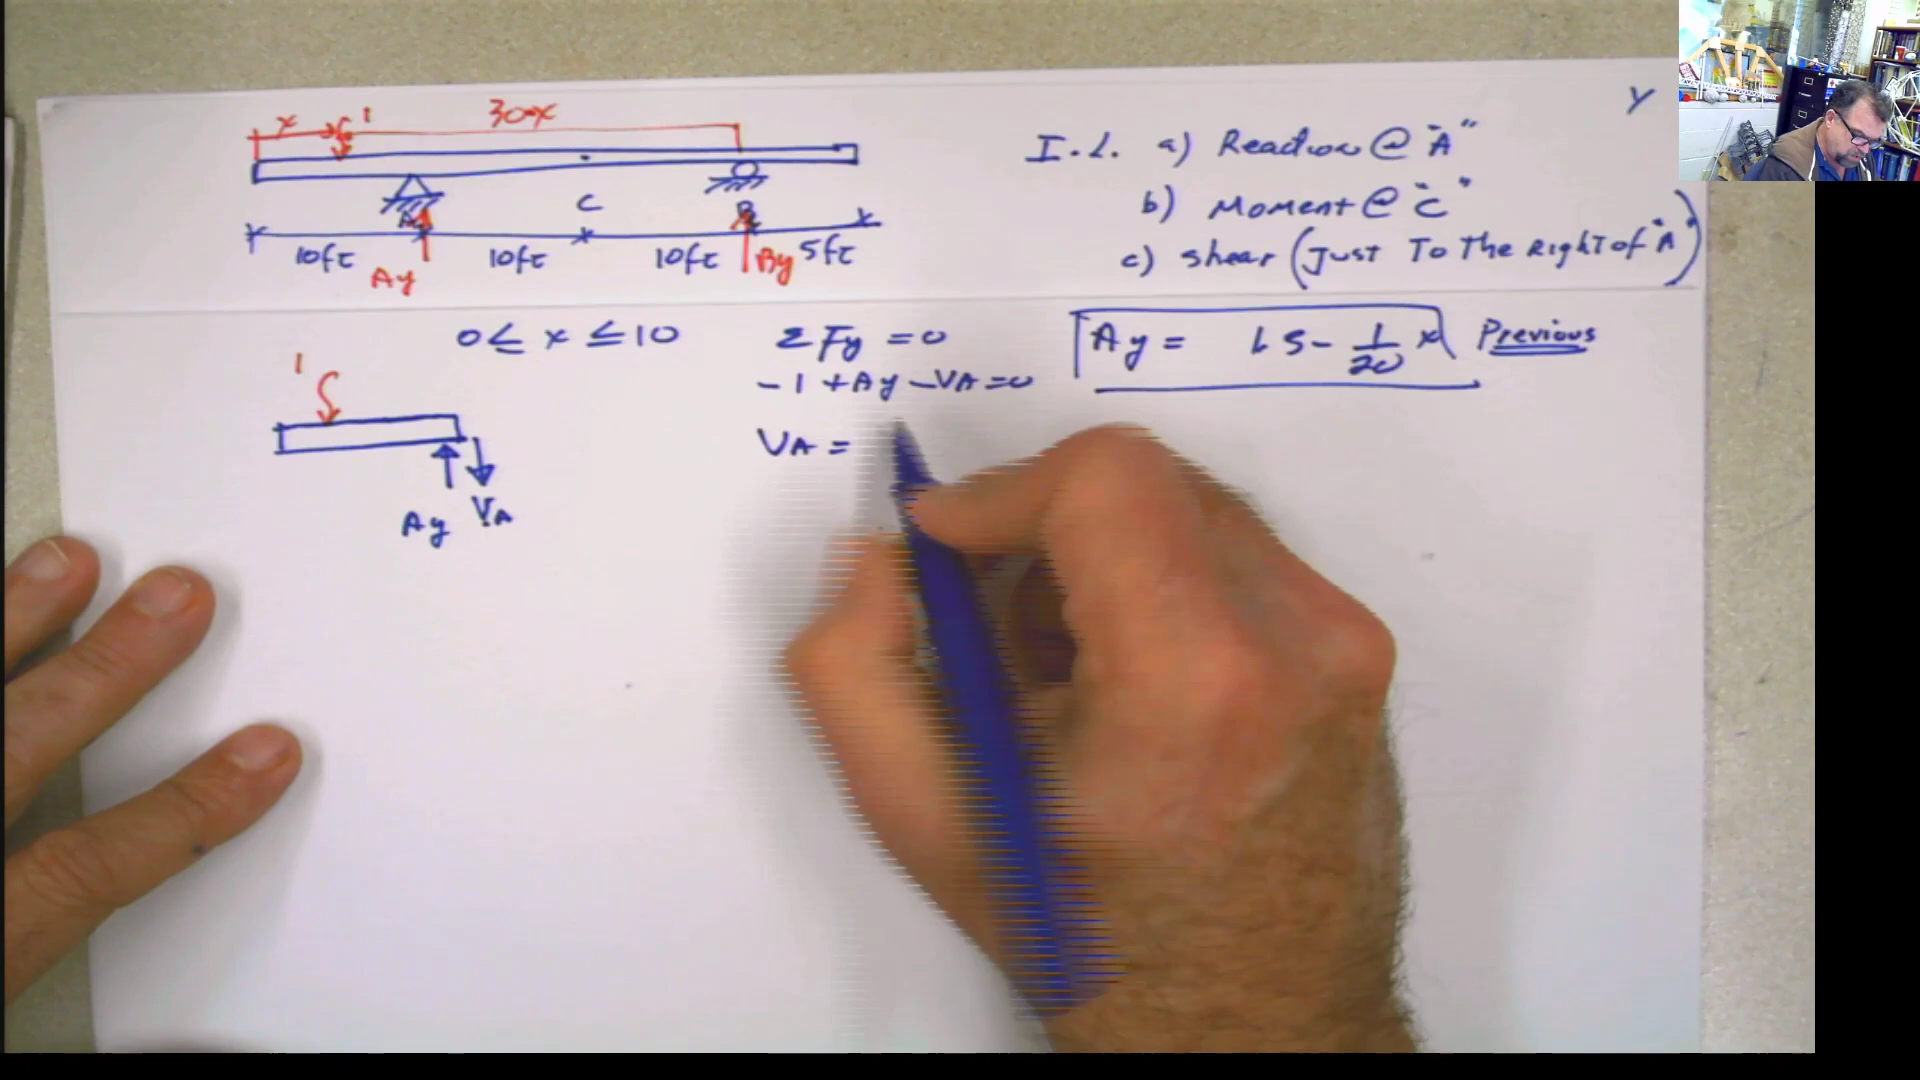 x 1 30-x
C
10ft 10ft 10ft 5ft
Ay By
I.L. a) Reaction @ "A"
b) Moment @ "C"
c) shear (Just To The Right of "A")
0 ≤ x ≤ 10
ΣFy = 0
-1 + Ay - VA = 0
VA =
Ay = 1.5 - 1/20 x Previous
1
Ay VA